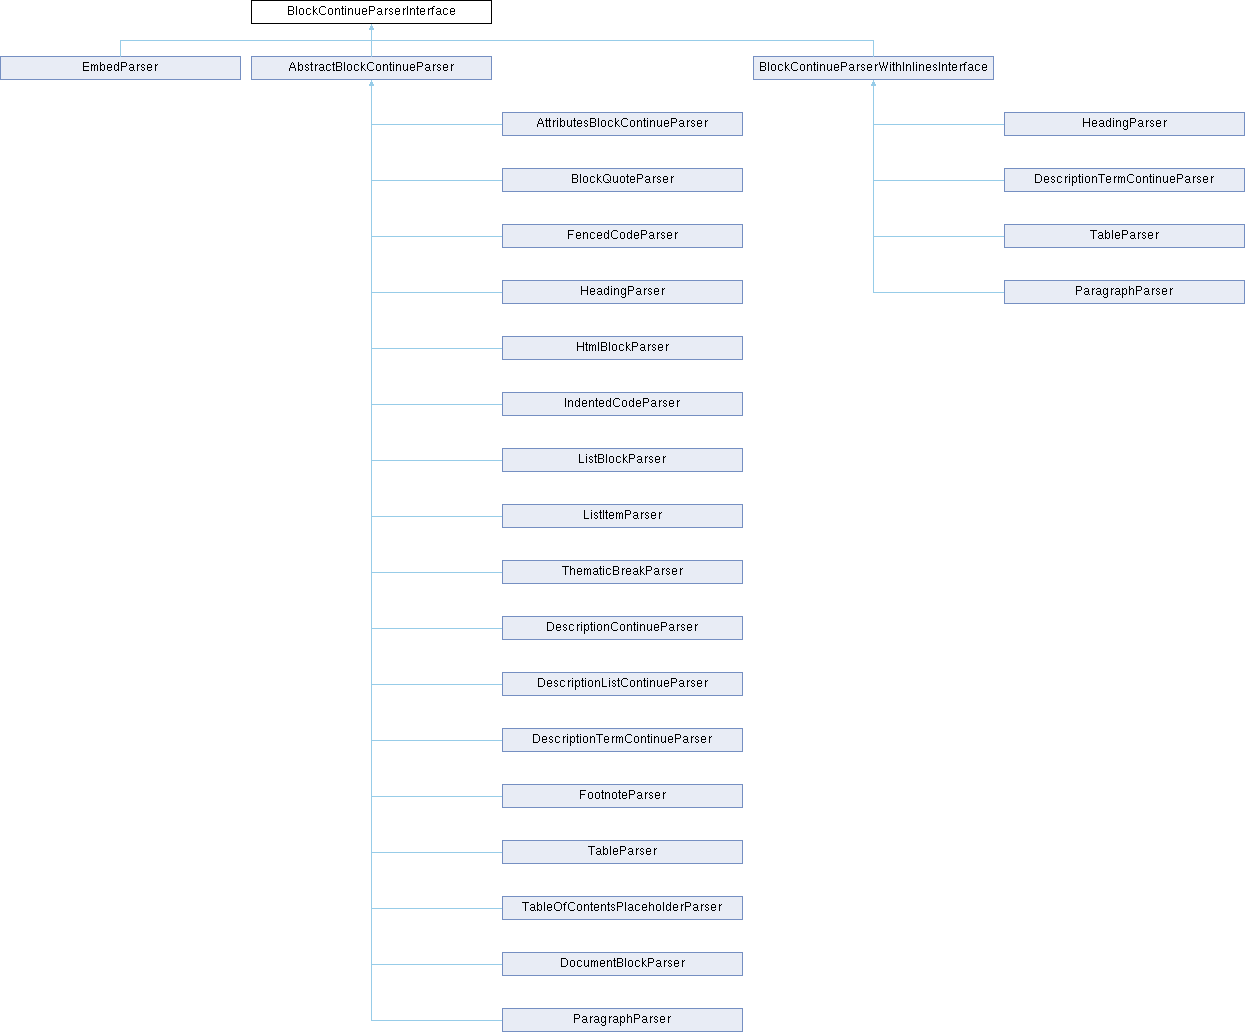 BlockContinueParserInterface
EmbedParser
AbstractBlockContinueParser
BlockContinueParserWithInlinesInterface
AttributesBlockContinueParser
HeadingParser
BlockQuoteParser
DescriptionTermContinueParser
FencedCodeParser
TableParser
HeadingParser
ParagraphParser
HtmlBlockParser
IndentedCodeParser
ListBlockParser
ListItemParser
ThematicBreakParser
DescriptionContinueParser
DescriptionListContinueParser
DescriptionTermContinueParser
FootnoteParser
TableParser
TableOfContentsPlaceholderParser
DocumentBlockParser
ParagraphParser